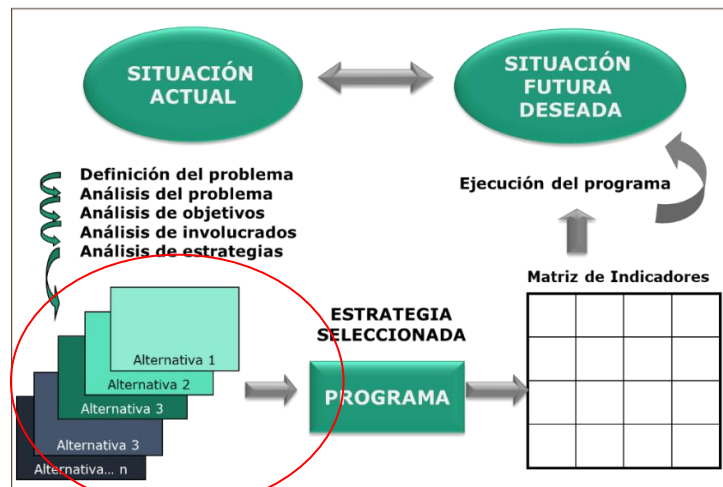 SITUACIÓN
ACTUAL
SITUACIÓN
FUTURA
DESEADA
Definición del problema
Análisis del problema
Análisis de objetivos
Análisis de involucrados
Análisis de estrategias
Ejecución del programa
Matriz de Indicadores
ESTRATEGIA
SELECCIONADA
PROGRAMA
Alternativa 1
Alternativa 2
Alternativa 3
Alternativa 3
Alternativa... n